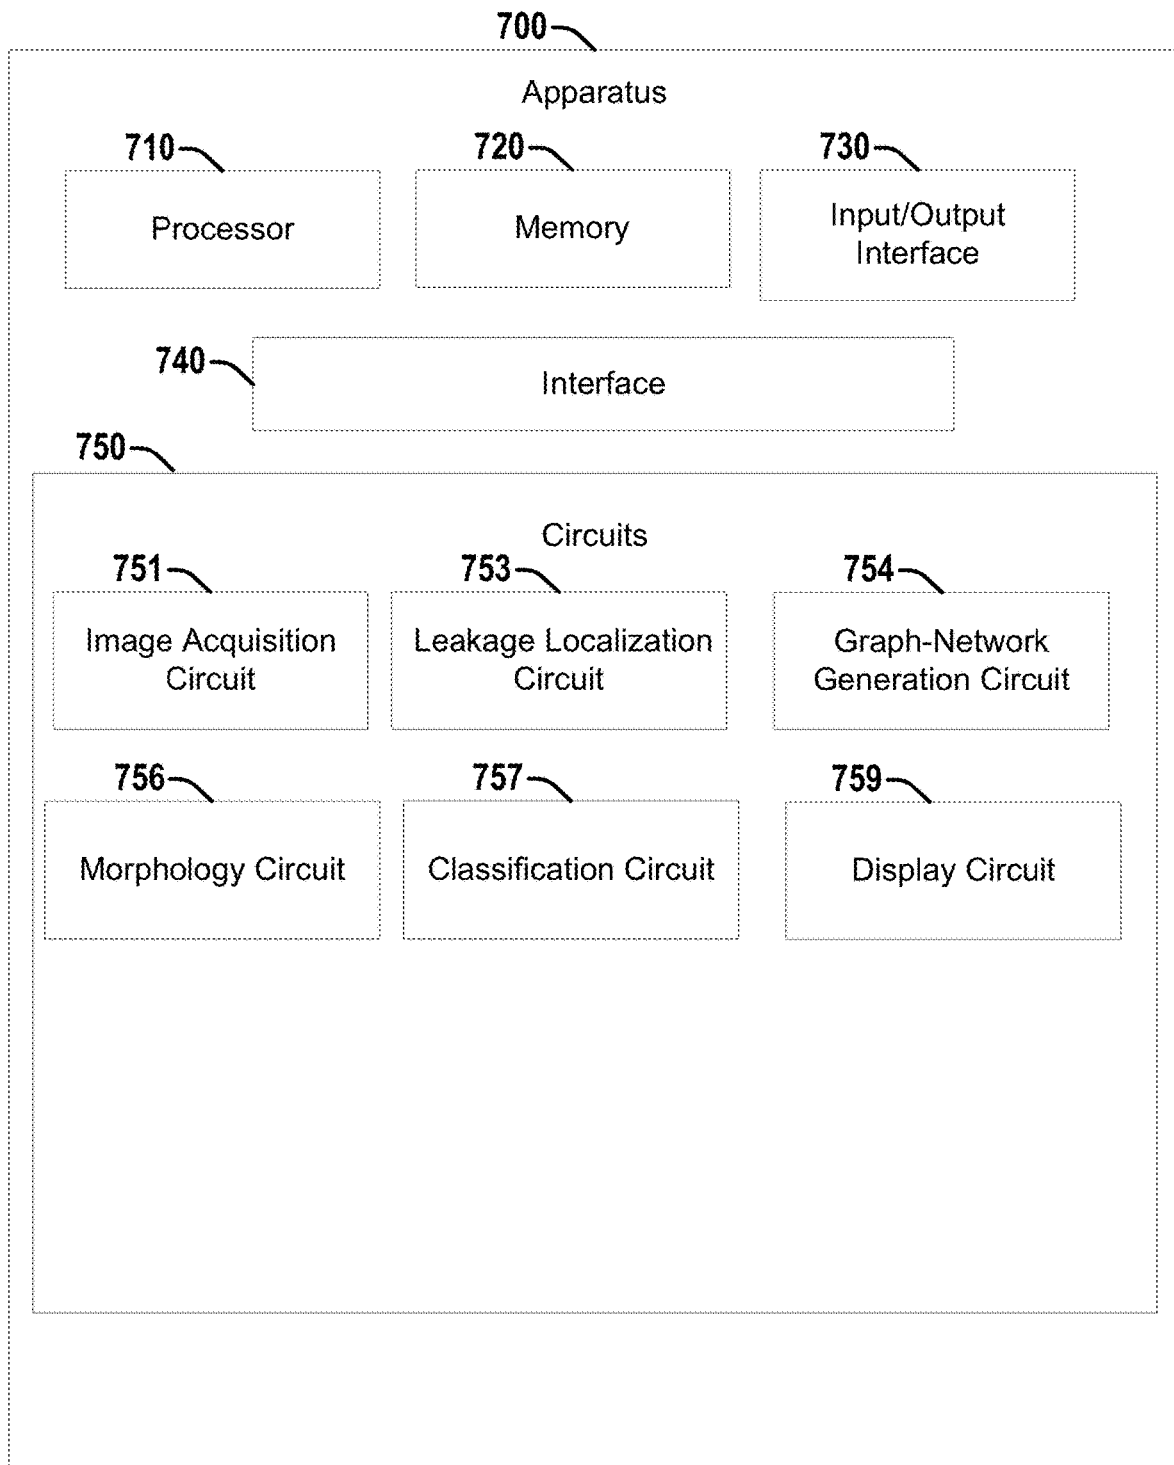 700
Apparatus
710
720
730
Processor
Memory
Input/Output
Interface
740
Interface
750
Circuits
751
753
754
Image Acquisition
Circuit
Leakage Localization
Circuit
Graph-Network
Generation Circuit
756
757
759
Morphology Circuit
Classification Circuit
Display Circuit